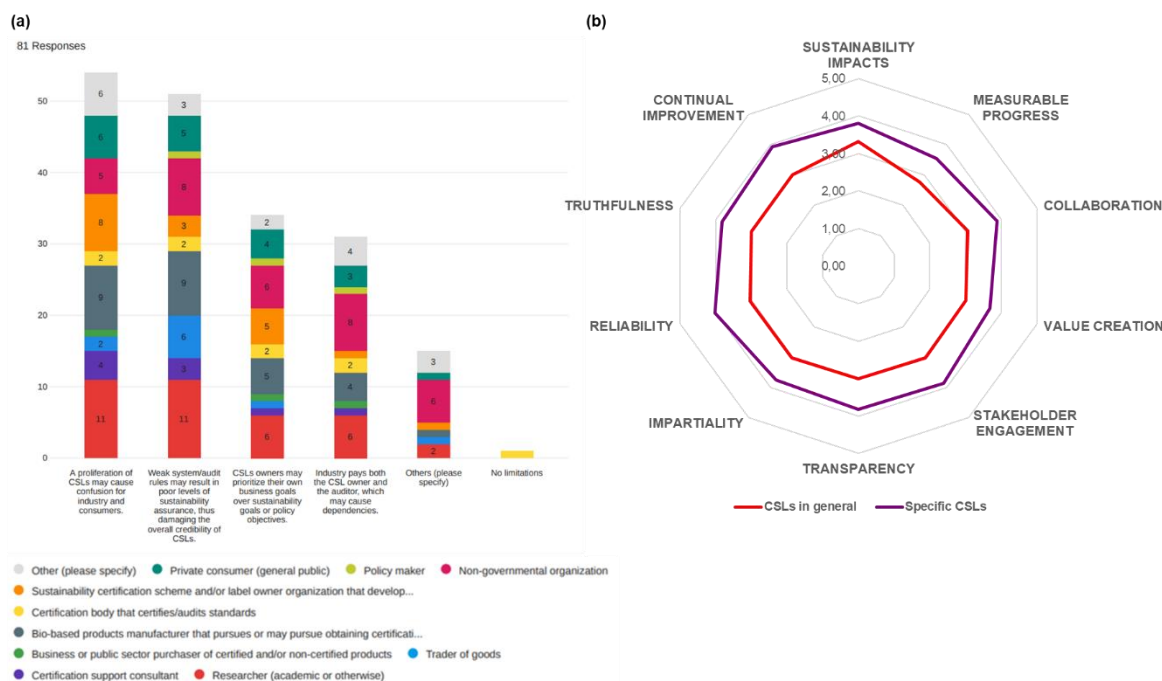 (a)
81 Responses
50
40
30
20
10
0
6
6
5
8
2
9
2
4
11
3
5
8
3
2
9
6
3
11
2
4
6
5
2
5
6
4
3
8
2
4
6
3
6
2
A proliferation of
CSLs may cause
confusion for
industry and
consumers.
Weak system/audit
rules may result in
poor levels of
sustainability
assurance, thus
damaging the
overall credibility of
CSLs.
CSLs owners may
prioritize their own
business goals
over sustainability
goals or policy
objectives.
Industry pays both
the CSL owner and
the auditor, which
may cause
dependencies.
Others (please
specify)
No limitations
Other (please specify)
Private consumer (general public)
Policy maker
Non-governmental organization
Sustainability certification scheme and/or label owner organization that develop...
Certification body that certifies/audits standards
Bio-based products manufacturer that pursues or may pursue obtaining certificati...
Business or public sector purchaser of certified and/or non-certified products
Trader of goods
Certification support consultant
Researcher (academic or otherwise)
(b)
SUSTAINABILITY
IMPACTS
MEASURABLE
PROGRESS
COLLABORATION
VALUE CREATION
STAKEHOLDER
ENGAGEMENT
TRANSPARENCY
IMPARTIALITY
RELIABILITY
TRUTHFULNESS
CONTINUAL
IMPROVEMENT
5,00
4,00
3,00
2,00
1,00
0,00
CSLs in general
Specific CSLs